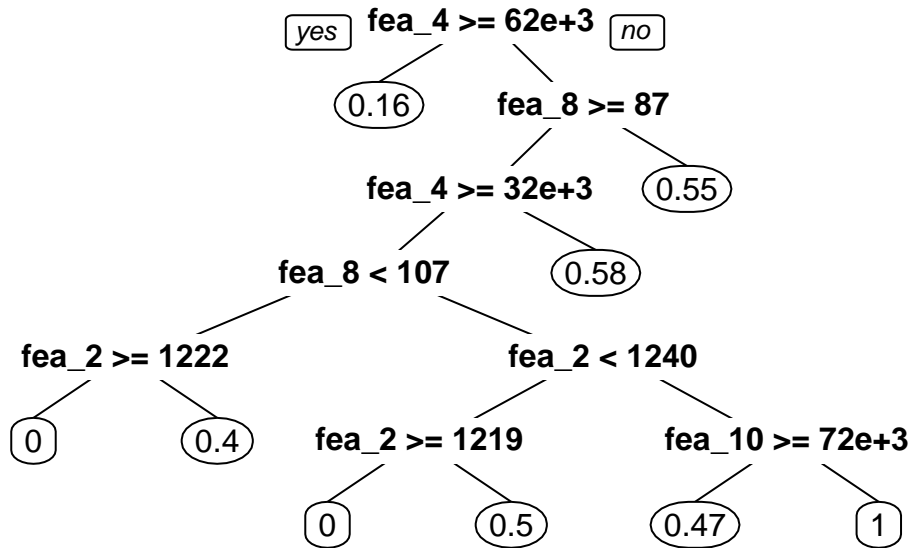 yes fea_4 >= 62e+3 no
0.16 fea_8 >= 87
fea_4 >= 32e+3 0.55
fea_8 < 107 0.58
fea_2 >= 1222 fea_2 < 1240
0 0.4 fea_2 >= 1219 fea_10 >= 72e+3
0 0.5 0.47 1